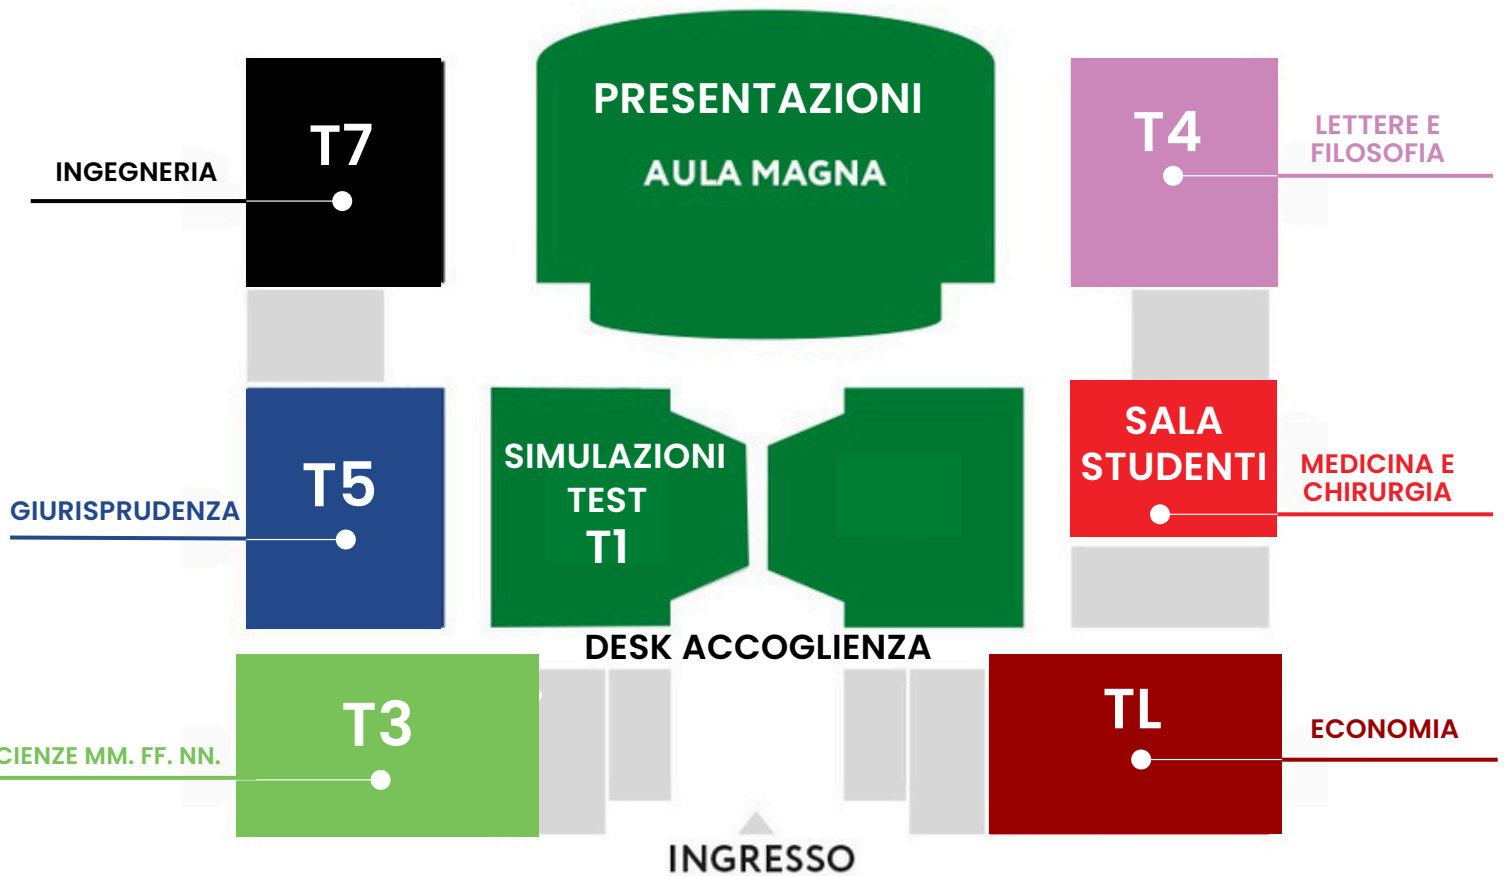 PRESENTAZIONI
AULA MAGNA
T7
INGEGNERIA
T4
LETTERE E
FILOSOFIA
T5
GIURISPRUDENZA
SIMULAZIONI
TEST
T1
SALA
STUDENTI
MEDICINA E
CHIRURGIA
DESK ACCOGLIENZA
T3
CIENZE MM. FF. NN.
TL
ECONOMIA
INGRESSO